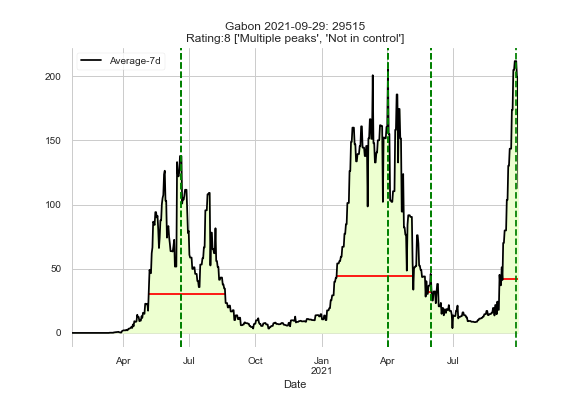 Gabon 2021-09-29: 29515
Rating:8 ['Multiple peaks', 'Not in control']
Average-7d
200
150
100
50
0
Apr
Jul
Oct
Jan
2021
Apr
Jul
Date